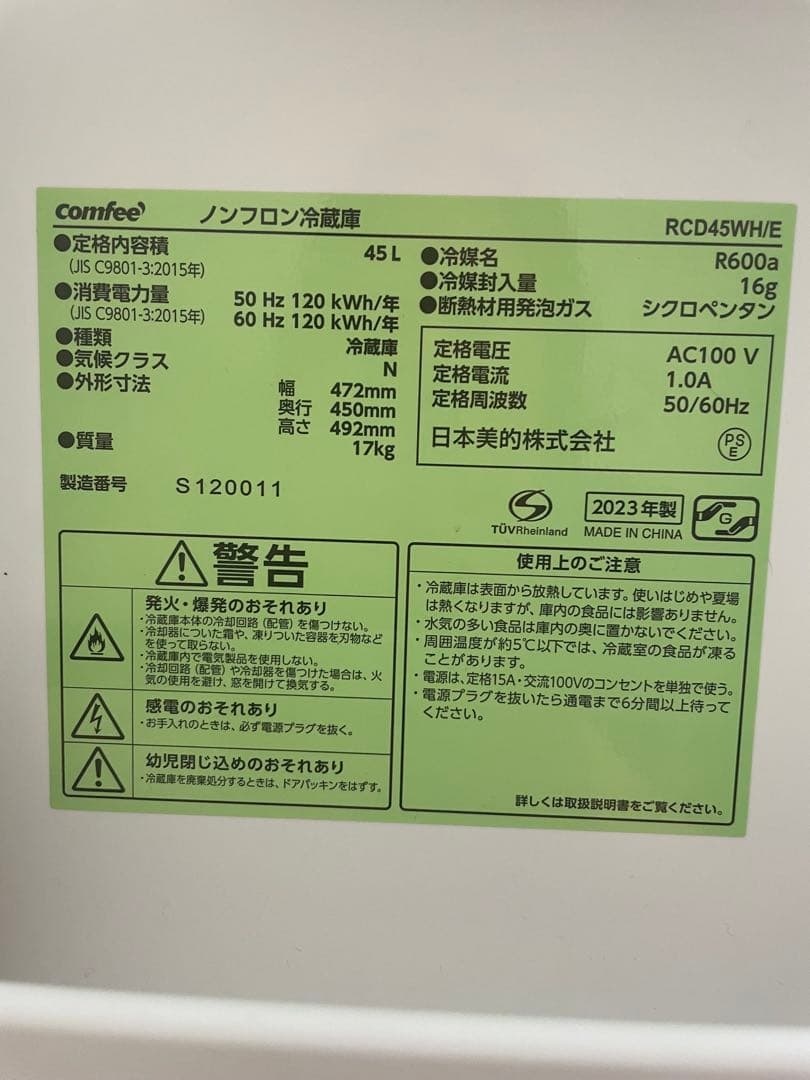 comfee' ノンフロン冷蔵庫 RCD45WH/E
●定格内容積 45L
(JIS C9801-3:2015年)
●消費電力量 50 Hz 120 kWh/年
(JIS C9801-3:2015年) 60 Hz 120 kWh/年
●種類 冷蔵庫
●気候クラス N
●外形寸法 幅 472mm
奥行 450mm
高さ 492mm
●質量 17kg
製造番号 S120011
●冷媒名 R600a
●冷媒封入量 16g
●断熱材用発泡ガス シクロペンタン
定格電圧 AC100 V
定格電流 1.0A
定格周波数 50/60Hz
日本美的株式会社 PS E
TÜVRheinland
2023年製
MADE IN CHINA
G
警告
発火・爆発のおそれあり
・冷蔵庫本体の冷却回路(配管)を傷つけない。
・冷却器についた霜や、凍りついた容器を刃物など
を使って取らない。
・冷蔵庫内で電気製品を使用しない。
・冷却回路(配管)や冷却器を傷つけた場合は、火
気の使用を避け、窓を開けて換気する。
感電のおそれあり
・お手入れのときは、必ず電源プラグを抜く。
幼児閉じ込めのおそれあり
・冷蔵庫を廃棄処分するときは、ドアパッキンをはずす。
使用上のご注意
・冷蔵庫は表面から放熱しています。使いはじめや夏場
は熱くなりますが、庫内の食品には影響ありません。
・水気の多い食品は庫内の奥に置かないでください。
・周囲温度が約5℃以下では、冷蔵室の食品が凍る
ことがあります。
・電源は、定格15A・交流100Vのコンセントを単独で使う。
・電源プラグを抜いたら通電まで6分間以上待って
ください。
詳しくは取扱説明書をご覧ください。